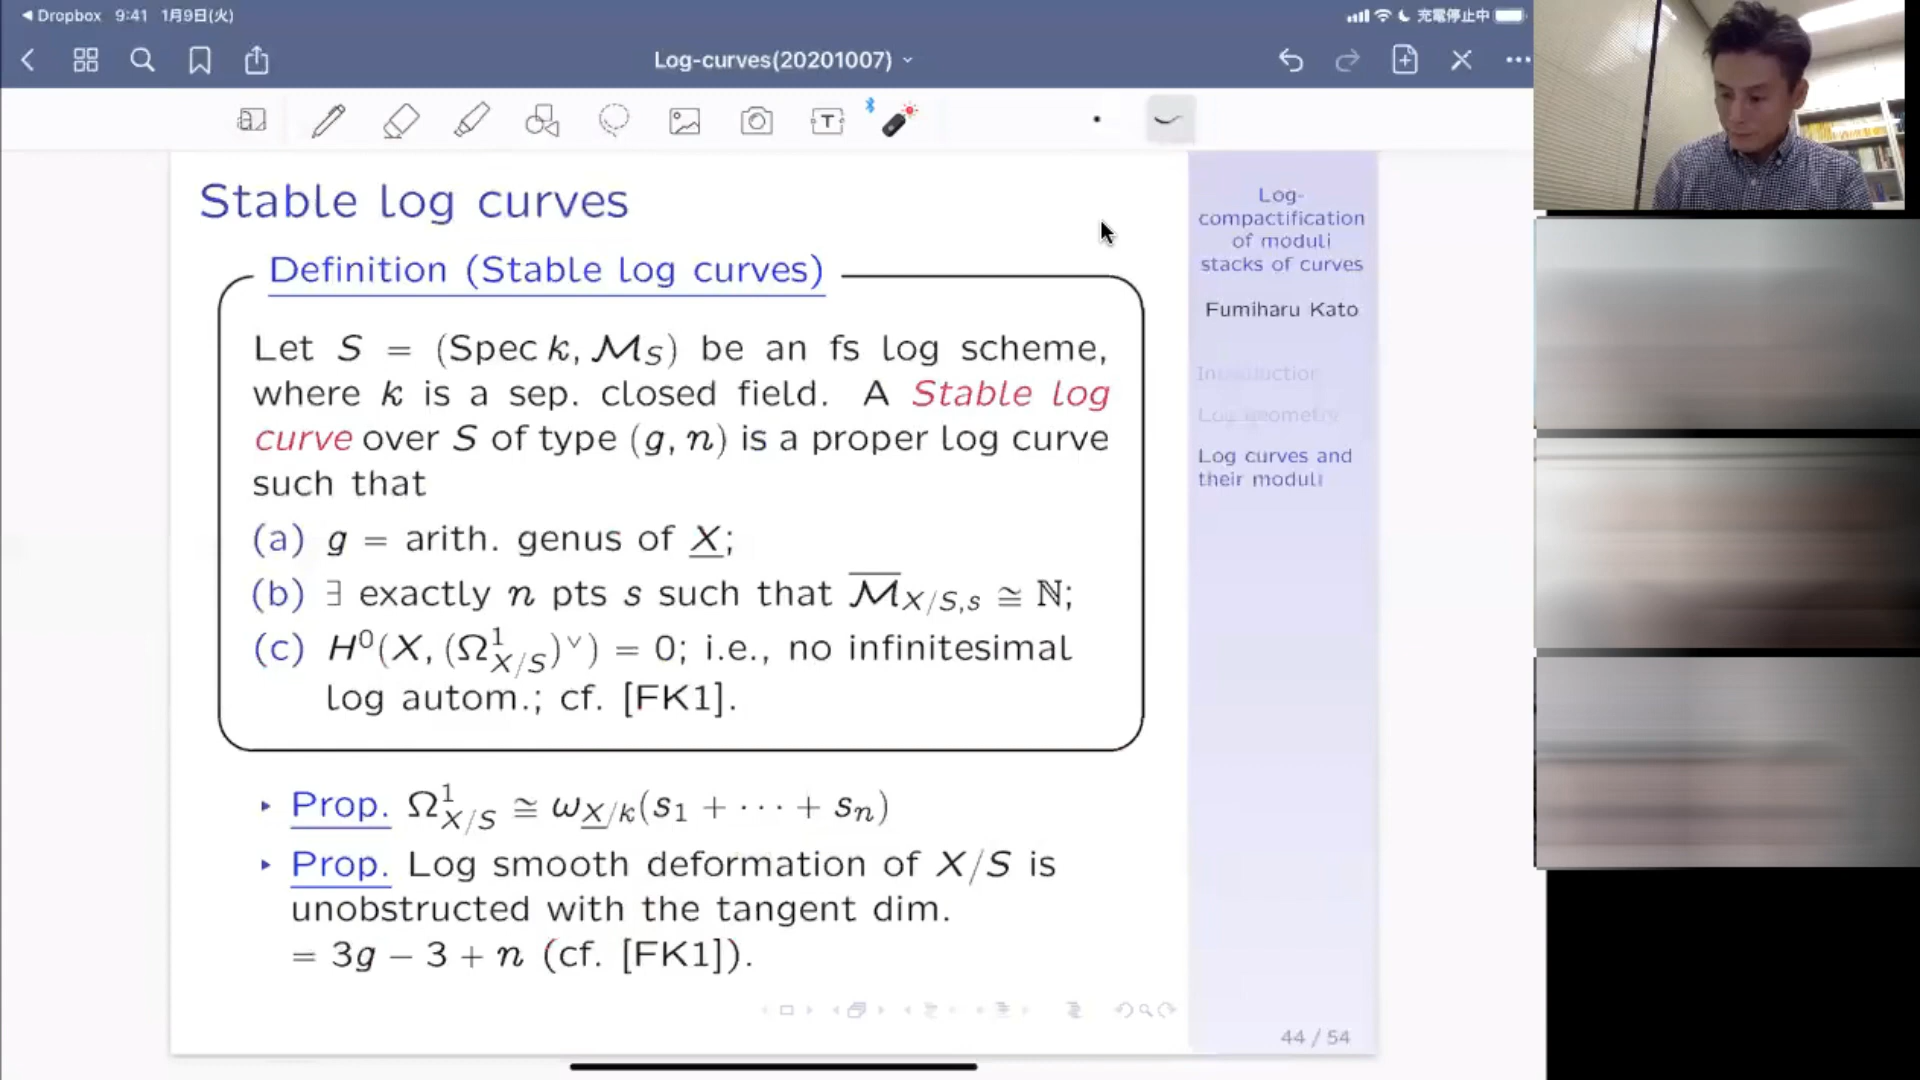 Dropbox 9:41 1月9日(火)
充電停止中
Log-curves(20201007)
Stable log curves
Definition (Stable log curves)
Let S = (Spec k, ℳ_S) be an fs log scheme,
where k is a sep. closed field. A Stable log
curve over S of type (g, n) is a proper log curve
such that
(a) g = arith. genus of X;
(b) ∃ exactly n pts s such that \overline{ℳ}_{X/S,s} ≅ ℕ;
(c) H⁰(X, (Ω¹_{X/S})^∨) = 0; i.e., no infinitesimal
log autom.; cf. [FK1].
▸ Prop. Ω¹_{X/S} ≅ ω_{X/k}(s₁ + ··· + sₙ)
▸ Prop. Log smooth deformation of X/S is
unobstructed with the tangent dim.
= 3g − 3 + n (cf. [FK1]).
Log-
compactification
of moduli
stacks of curves
Fumiharu Kato
Introduction
Log geometry
Log curves and
their moduli
44 / 54